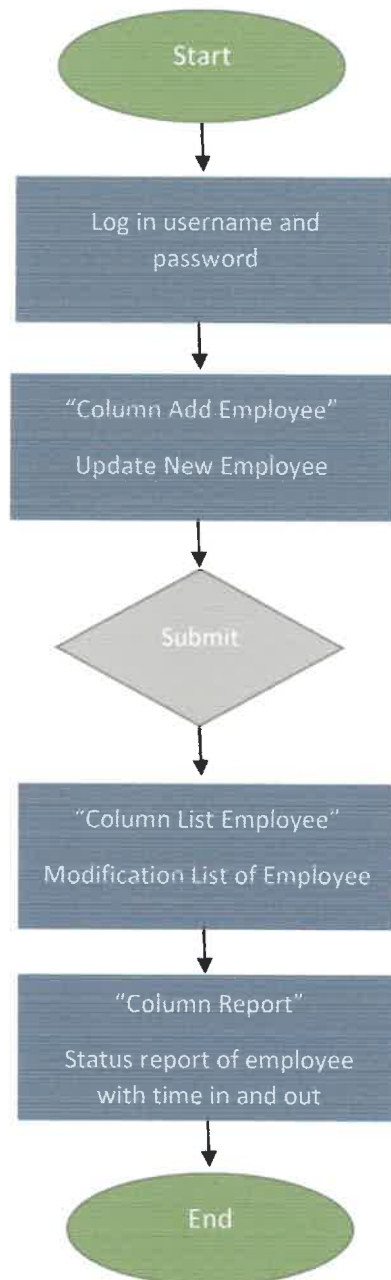 Start
Log in username and
password
“Column Add Employee”
Update New Employee
Submit
“Column List Employee”
Modification List of Employee
“Column Report”
Status report of employee
with time in and out
End